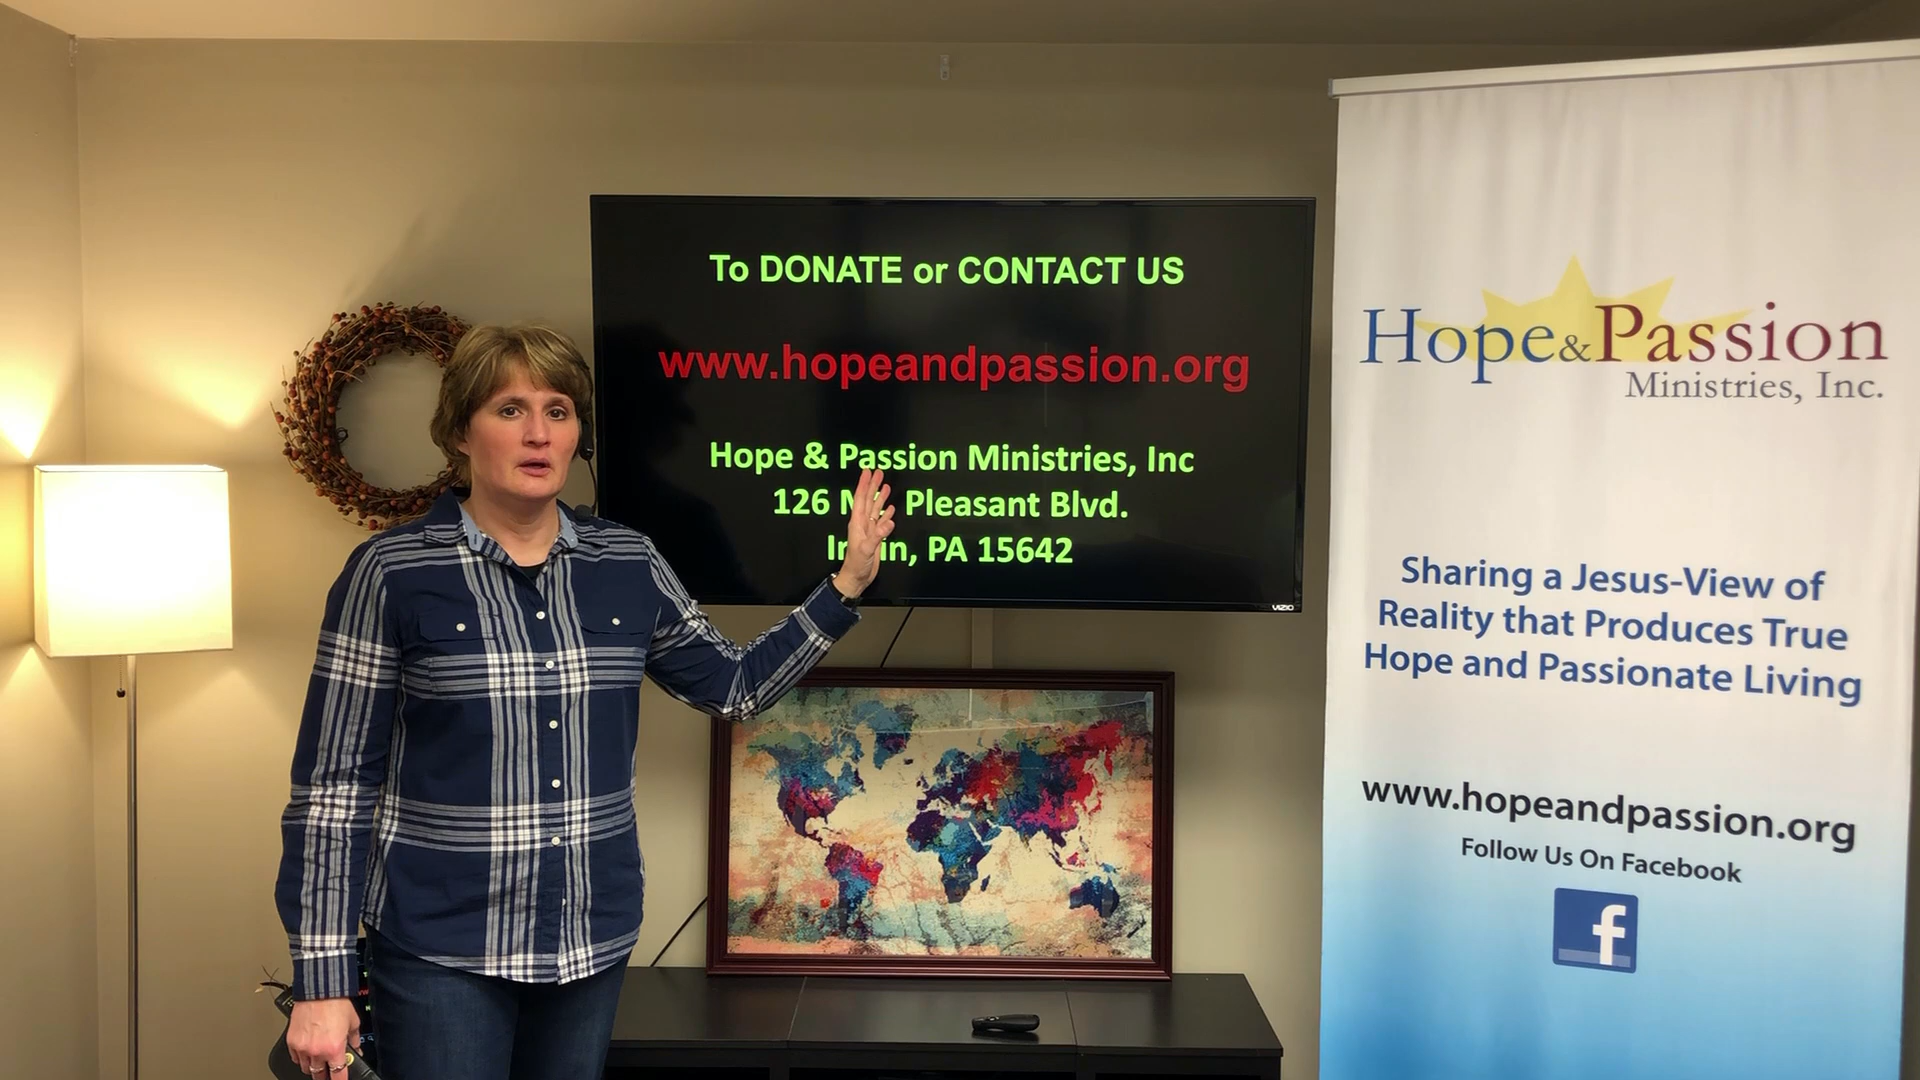 To DONATE or CONTACT US
www.hopeandpassion.org
Hope & Passion Ministries, Inc
126 Pleasant Blvd.
PA 15642
VIZIO
Hope&Passion
Ministries, Inc.
Sharing a Jesus-View of
Reality that Produces True
Hope and Passionate Living
www.hopeandpassion.org
Follow Us On Facebook
f